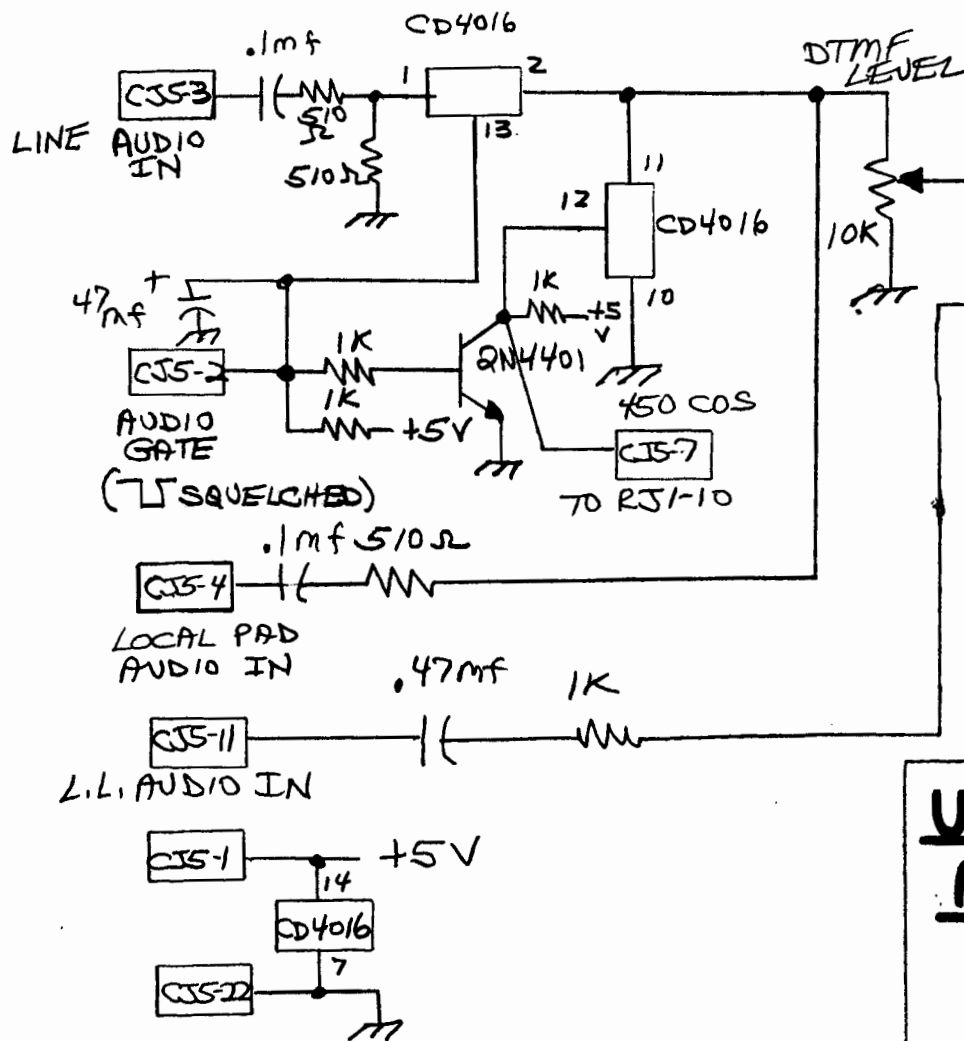 CD4016
.1mf
1
2
DTMF
LEVEL
CJ5-3
510
Ω
13
LINE AUDIO
IN
510Ω
11
12
CD4016
10K
+
47
mf
1K
+5
V
10
1K
2N4401
CJ5-2
1K
+5V
AUDIO
GATE
( SQUELCHED)
450 COS
CJ5-7
TO RJ1-10
.1mf 510Ω
CJ5-4
LOCAL PAD
AUDIO IN
.47mf
1K
CJ5-11
L.L. AUDIO IN
CJ5-1
+5V
14
CD4016
7
CJ5-22